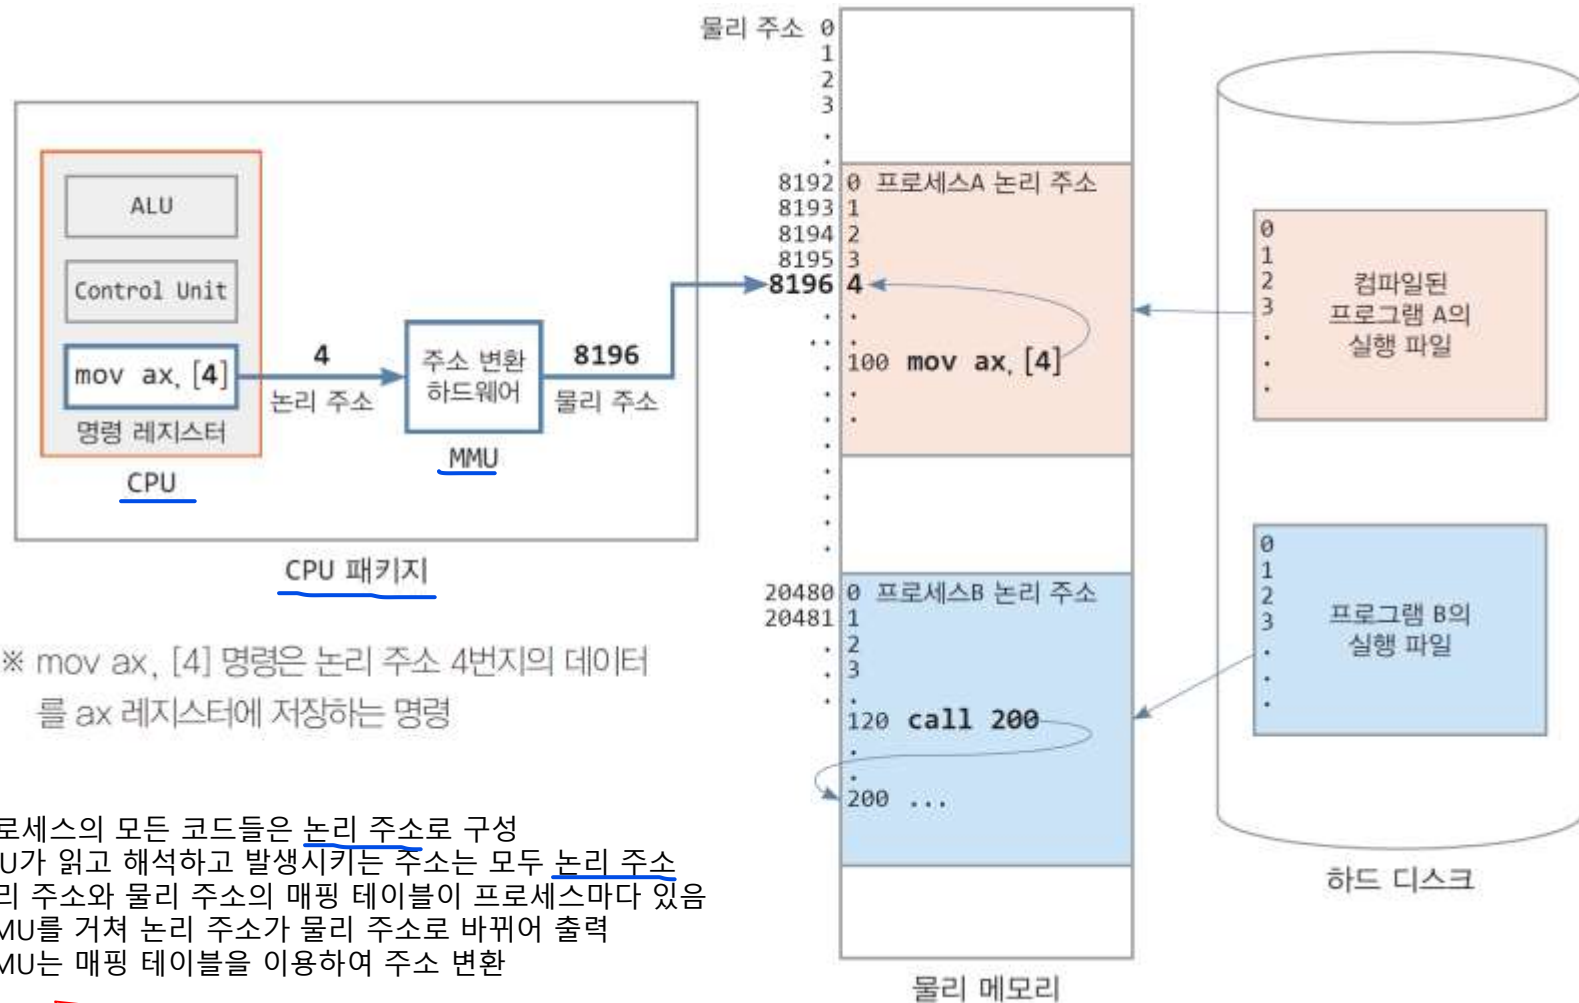 물리 주소 0
1
2
3
.
.
8192 0 프로세스A 논리 주소
8193 1
8194 2
8195 3
8196 4
. .
. . .
. 100 mov ax, [4]
. .
. .
.
.
.
.
.
20480 0 프로세스B 논리 주소
20481 1
. 2
. 3
. .
120 call 200
.
.
200 ...
물리 메모리
ALU
Control Unit
mov ax, [4]
명령 레지스터
CPU
4
논리 주소
주소 변환
하드웨어
MMU
8196
물리 주소
CPU 패키지
0
1
2
3
.
.
.
컴파일된
프로그램 A의
실행 파일
0
1
2
3
.
.
.
프로그램 B의
실행 파일
하드 디스크
※ mov ax, [4] 명령은 논리 주소 4번지의 데이터
를 ax 레지스터에 저장하는 명령
로세스의 모든 코드들은 논리 주소로 구성
U가 읽고 해석하고 발생시키는 주소는 모두 논리 주소
리 주소와 물리 주소의 매핑 테이블이 프로세스마다 있음
MU를 거쳐 논리 주소가 물리 주소로 바뀌어 출력
MU는 매핑 테이블을 이용하여 주소 변환